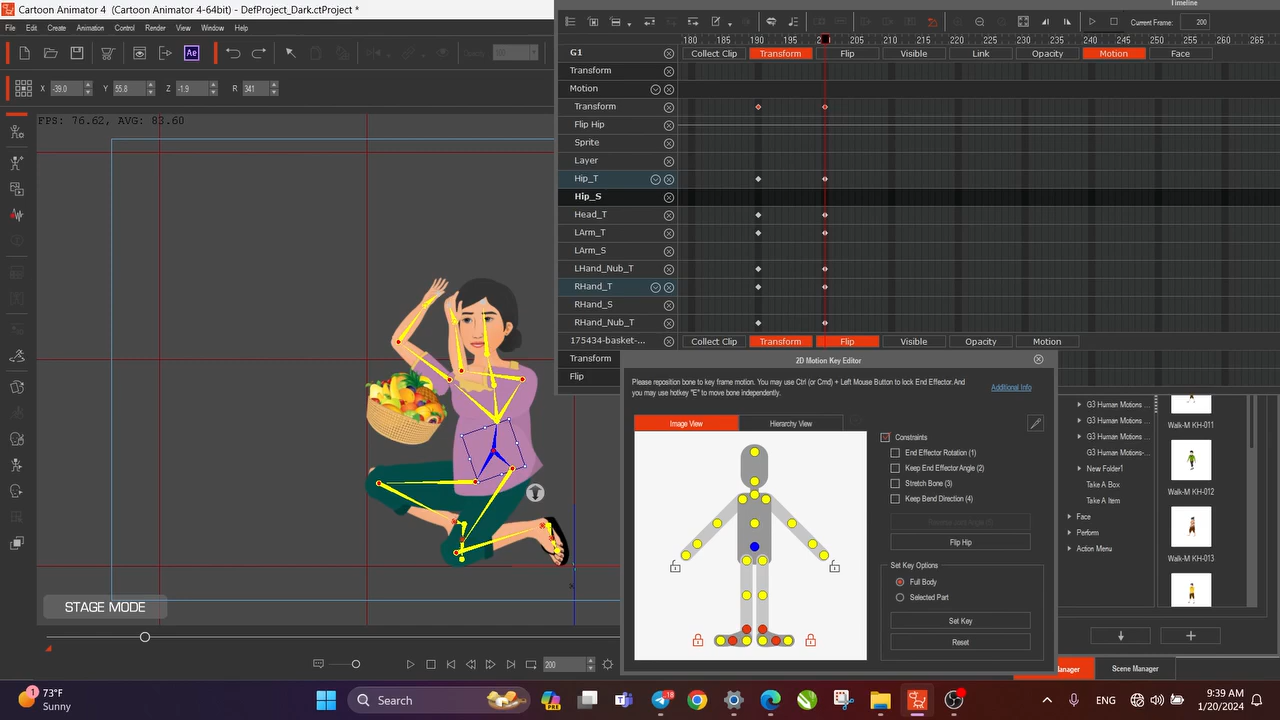 Cartoon Animator 4 (Cartoon Animator 4-64bit) - DefProject_Dark.ctProject *
Timeline
File Edit Create Animation Control Render View Window Help
Current Frame: 200
180 185 190 195 200 205 210 215 220 225 230 235 240 245 250 255 260 265
G1 Collect Clip Transform Flip Visible Link Opacity Motion Face
Transform
X -39.0 Y 55.8 Z -1.9 R 341
Motion
Transform
FPS: 76.62, AVG: 83.60
Flip Hip
Sprite
Layer
Hip_T
Hip_S
Head_T
LArm_T
LArm_S
LHand_Nub_T
RHand_T
RHand_S
RHand_Nub_T
175434-basket-... Collect Clip Transform Flip Visible Opacity Motion
Transform
2D Motion Key Editor
Flip
Please reposition bone to key frame motion. You may use Ctrl (or Cmd) + Left Mouse Button to lock End Effector.And
you may use hotkey "E" to move bone independently.
Additional Info
Image View Hierarchy View
Constraints
End Effector Rotation (1)
Keep End Effector Angle (2)
Stretch Bone (3)
Keep Bend Direction (4)
Flip Hip
Set Key Options
Full Body
Selected Part
Set Key
Reset
G3 Human Motions ...
G3 Human Motions ...
G3 Human Motions ...
G3 Human Motions-...
New Folder1
Take A Box
Take A Item
Face
Perform
Action Menu
Walk-M KH-011
Walk-M KH-012
Walk-M KH-013
STAGE MODE
200
Scene Manager
73°F
Sunny
Search
ENG
9:39 AM
1/20/2024